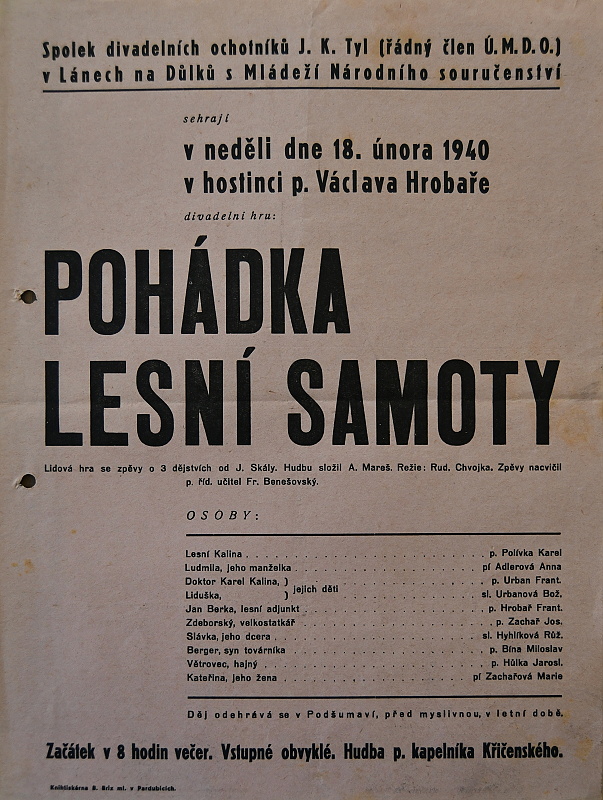 Spolek divadelních ochotníků J. K. Tyl (řádný člen Ú. M. D. O.)
v Lánech na Důlků s Mládeží Národního souručenství
sehrají
v neděli dne 18. února 1940
v hostinci p. Václava Hrobaře
divadelní hru:
POHÁDKA
LESNÍ SAMOTY
Lidová hra se zpěvy o 3 dějstvích od J. Skály. Hudbu složil A. Mareš. Režie: Rud. Chvojka. Zpěvy nacvičil
p. říd. učitel Fr. Benešovský.
OSOBY:
Lesní Kalina . . . . . . . . . . p. Polívka Karel
Ludmila, jeho manželka . . . . . . . . . . pí Adlerová Anna
Doktor Karel Kalina, ) jejich děti . . . . . . . . . . p. Urban Frant.
Liduška, ) . . . . . . . . . . sl. Urbanová Bož.
Jan Berka, lesní adjunkt . . . . . . . . . . p. Hrobař Frant.
Zdeborský, velkostatkář . . . . . . . . . . p. Zachař Jos.
Slávka, jeho dcera . . . . . . . . . . sl. Hyhlíková Růž.
Berger, syn továrníka . . . . . . . . . . p. Bína Miloslav
Větrovec, hajný . . . . . . . . . . p. Hůlka Jarosl.
Kateřina, jeho žena . . . . . . . . . . pí Zachařová Marie
Děj odehrává se v Podšumaví, před myslivnou, v letní době.
Začátek v 8 hodin večer. Vstupné obvyklé. Hudba p. kapelníka Křičenského.
Knihtiskárna B. Briz ml. v Pardubicích.